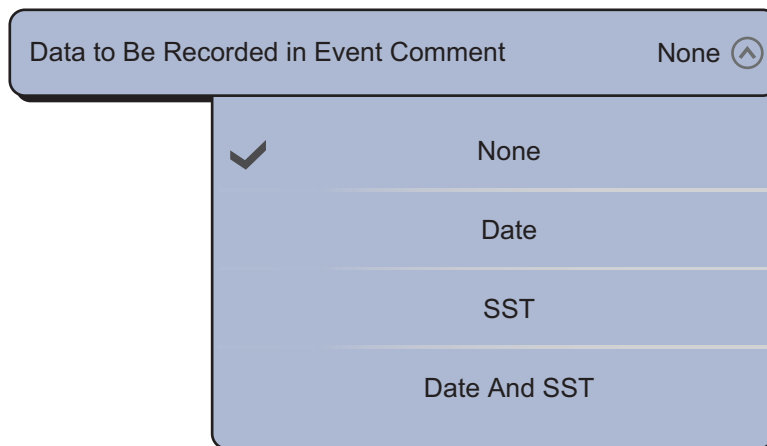 Data to Be Recorded in Event Comment None
None
Date
SST
Date And SST